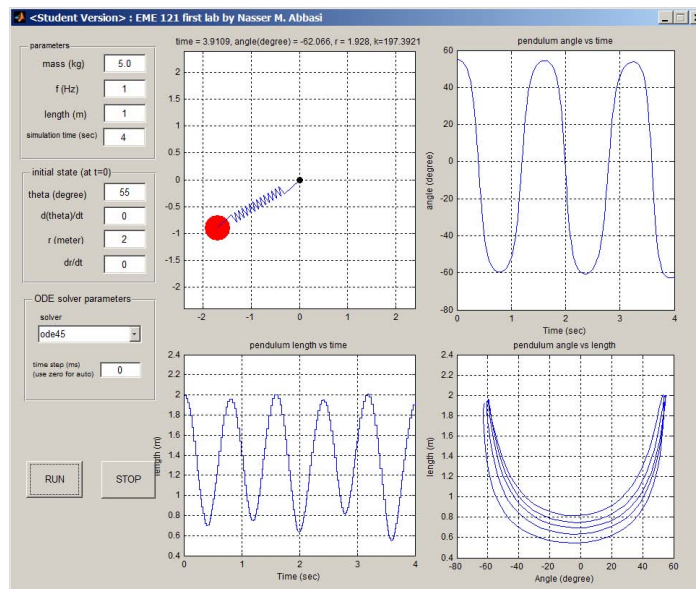 <Student Version> : EME 121 first lab by Nasser M. Abbasi
parameters
mass (kg) 5.0
f (Hz) 1
length (m) 1
simulation time (sec) 4
initial state (at t=0)
theta (degree) 55
d(theta)/dt 0
r (meter) 2
dr/dt 0
ODE solver parameters
solver
ode45
time step (ms)
(use zero for auto) 0
RUN STOP
time = 3.9109, angle(degree) = -62.066, r = 1.928, k=197.3921
2
1.5
1
0.5
0
-0.5
-1
-1.5
-2
-2 -1 0 1 2
pendulum angle vs time
angle (degree)
60
40
20
0
-20
-40
-60
-80
0 1 2 3 4
Time (sec)
pendulum length vs time
length (m)
2.4
2.2
2
1.8
1.6
1.4
1.2
1
0.8
0.6
0.4
0 1 2 3 4
Time (sec)
pendulum angle vs length
length (m)
2.4
2.2
2
1.8
1.6
1.4
1.2
1
0.8
0.6
0.4
-80 -60 -40 -20 0 20 40 60
Angle (degree)